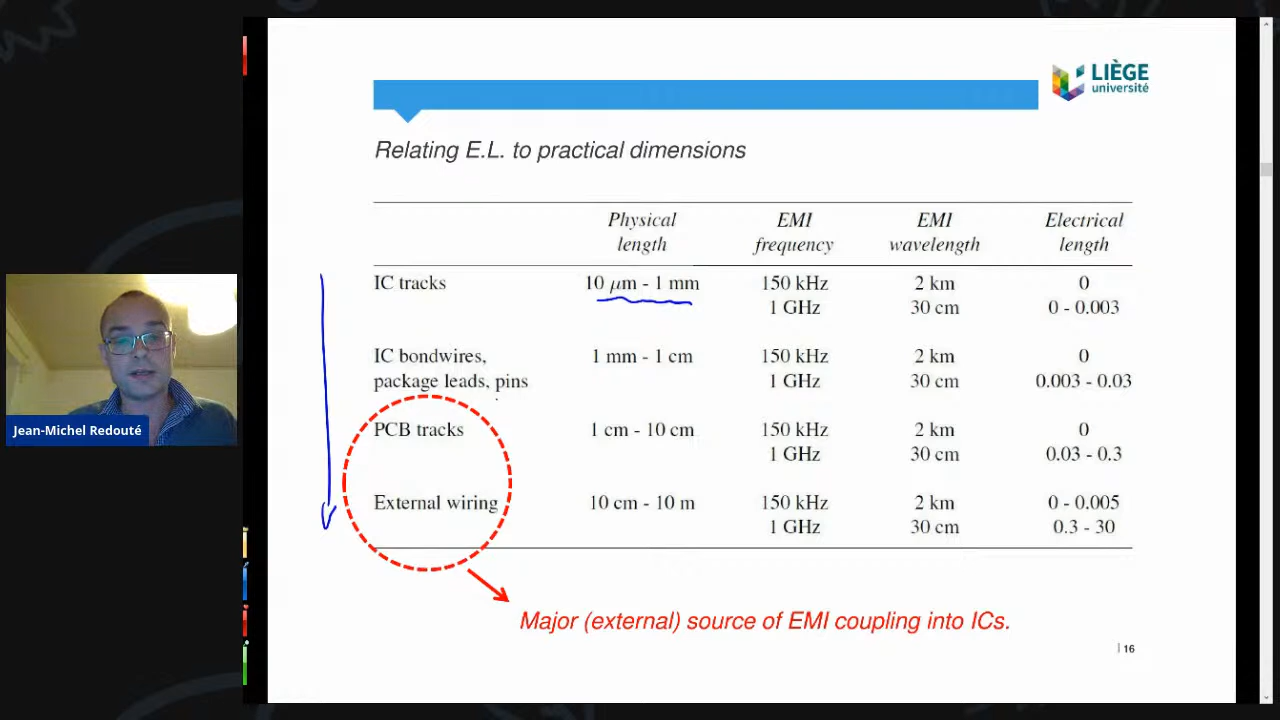 LIÈGE
université
Relating E.L. to practical dimensions
Physical length EMI frequency EMI wavelength Electrical length
IC tracks 10 μm - 1 mm 150 kHz 2 km 0
1 GHz 30 cm 0 - 0.003
IC bondwires, 1 mm - 1 cm 150 kHz 2 km 0
package leads, pins 1 GHz 30 cm 0.003 - 0.03
PCB tracks 1 cm - 10 cm 150 kHz 2 km 0
1 GHz 30 cm 0.03 - 0.3
External wiring 10 cm - 10 m 150 kHz 2 km 0 - 0.005
1 GHz 30 cm 0.3 - 30
Major (external) source of EMI coupling into ICs.
| 16
Jean-Michel Redouté